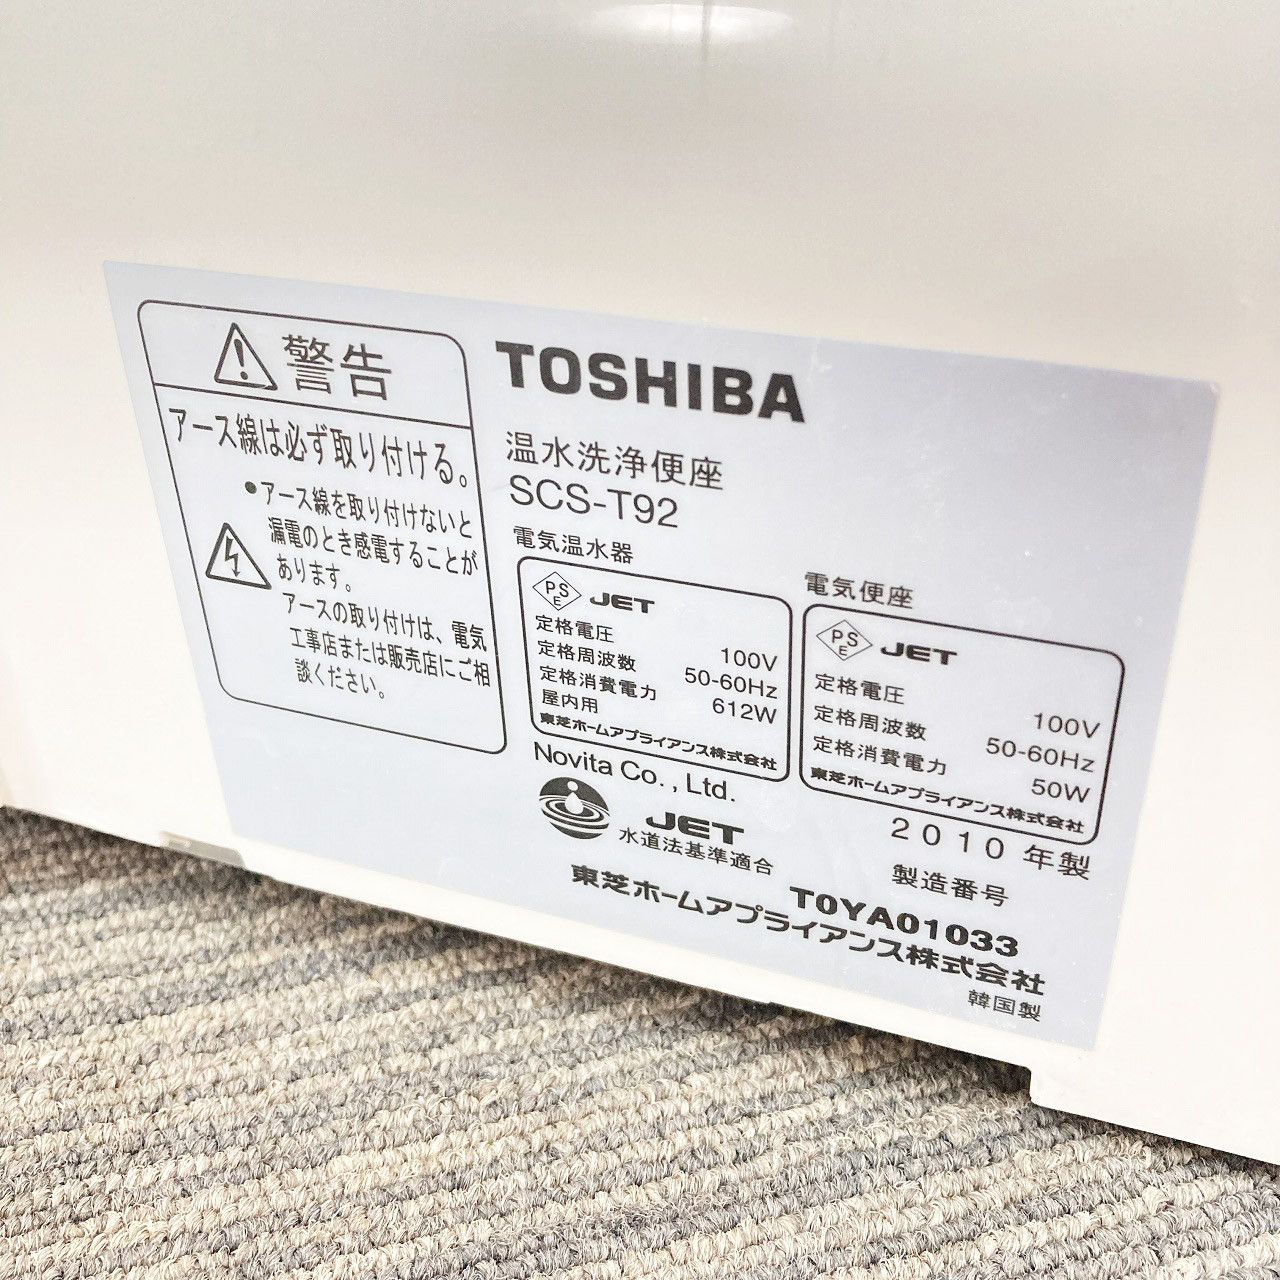 警告
アース線は必ず取り付ける。
●アース線を取り付けないと
漏電のとき感電することが
あります。
アースの取り付けは、電気
工事店または販売店にご相
談ください。
TOSHIBA
温水洗浄便座
SCS-T92
電気温水器
PSE JET
定格電圧 100V
定格周波数 50-60Hz
定格消費電力 612W
屋内用
東芝ホームアプライアンス株式会社
電気便座
PSE JET
定格電圧 100V
定格周波数 50-60Hz
定格消費電力 50W
東芝ホームアプライアンス株式会社
Novita Co., Ltd.
JET
水道法基準適合
2010 年製
製造番号
T0YA01033
東芝ホームアプライアンス株式会社
韓国製